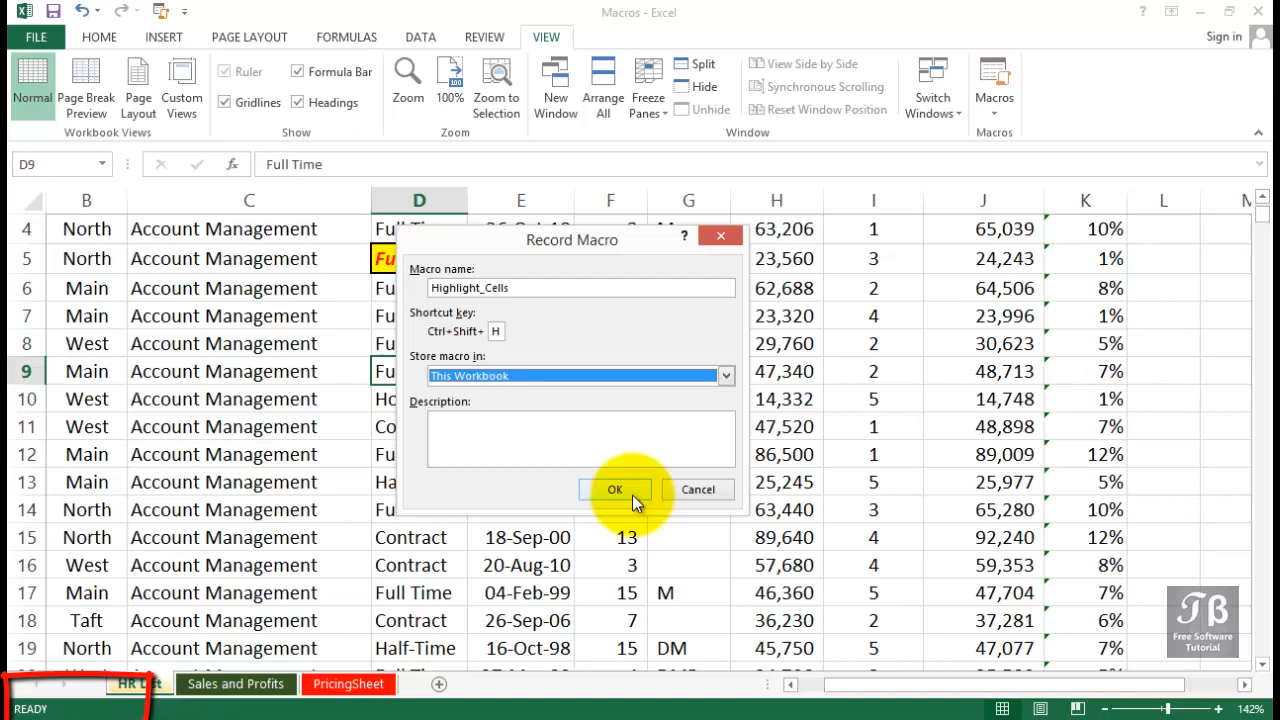 Macros - Excel
?
Sign in
FILE HOME INSERT PAGE LAYOUT FORMULAS DATA REVIEW VIEW
Normal
Page Break
Preview
Page
Layout
Custom
Views
Workbook Views
Ruler
Formula Bar
Gridlines
Headings
Show
Zoom
100
100%
Zoom to
Selection
Zoom
New
Window
Arrange
All
Freeze
Panes
Split
Hide
Unhide
View Side by Side
Synchronous Scrolling
Reset Window Position
Window
Switch
Windows
Macros
Macros
D9
fx
Full Time
B C D E F G H I J K L M
4 North Account Management 63,206 1 65,039 10%
5 North Account Management 23,560 3 24,243 1%
6 Main Account Management 62,688 2 64,506 8%
7 Main Account Management 23,320 4 23,996 1%
8 West Account Management 29,760 2 30,623 5%
9 Main Account Management 47,340 2 48,713 7%
10 West Account Management 14,332 5 14,748 1%
11 West Account Management 47,520 1 48,898 7%
12 Main Account Management 86,500 1 89,009 12%
13 Main Account Management 25,245 5 25,977 5%
14 North Account Management 63,440 3 65,280 10%
15 North Account Management Contract 18-Sep-00 13 89,640 4 92,240 12%
16 West Account Management Contract 20-Aug-10 3 57,680 4 59,353 8%
17 Main Account Management Full Time 04-Feb-99 15 M 46,360 5 47,704 7%
18 Taft Account Management Contract 26-Sep-06 7 36,230 2 37,281 6%
19 North Account Management Half-Time 16-Oct-98 15 DM 45,750 5 47,077 7%
Record Macro
?
Macro name:
Highlight_Cells
Shortcut key:
Ctrl+Shift+ H
Store macro in:
This Workbook
Description:
OK Cancel
TB
Free Software
Tutorial
Sales and Profits PricingSheet
READY
142%